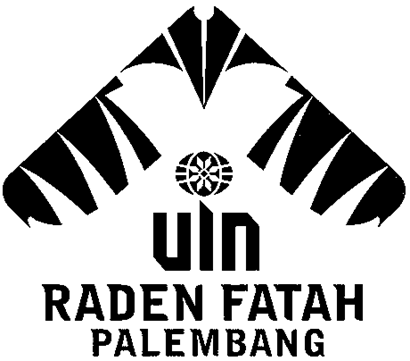 uin
RADEN FATAH
PALEMBANG